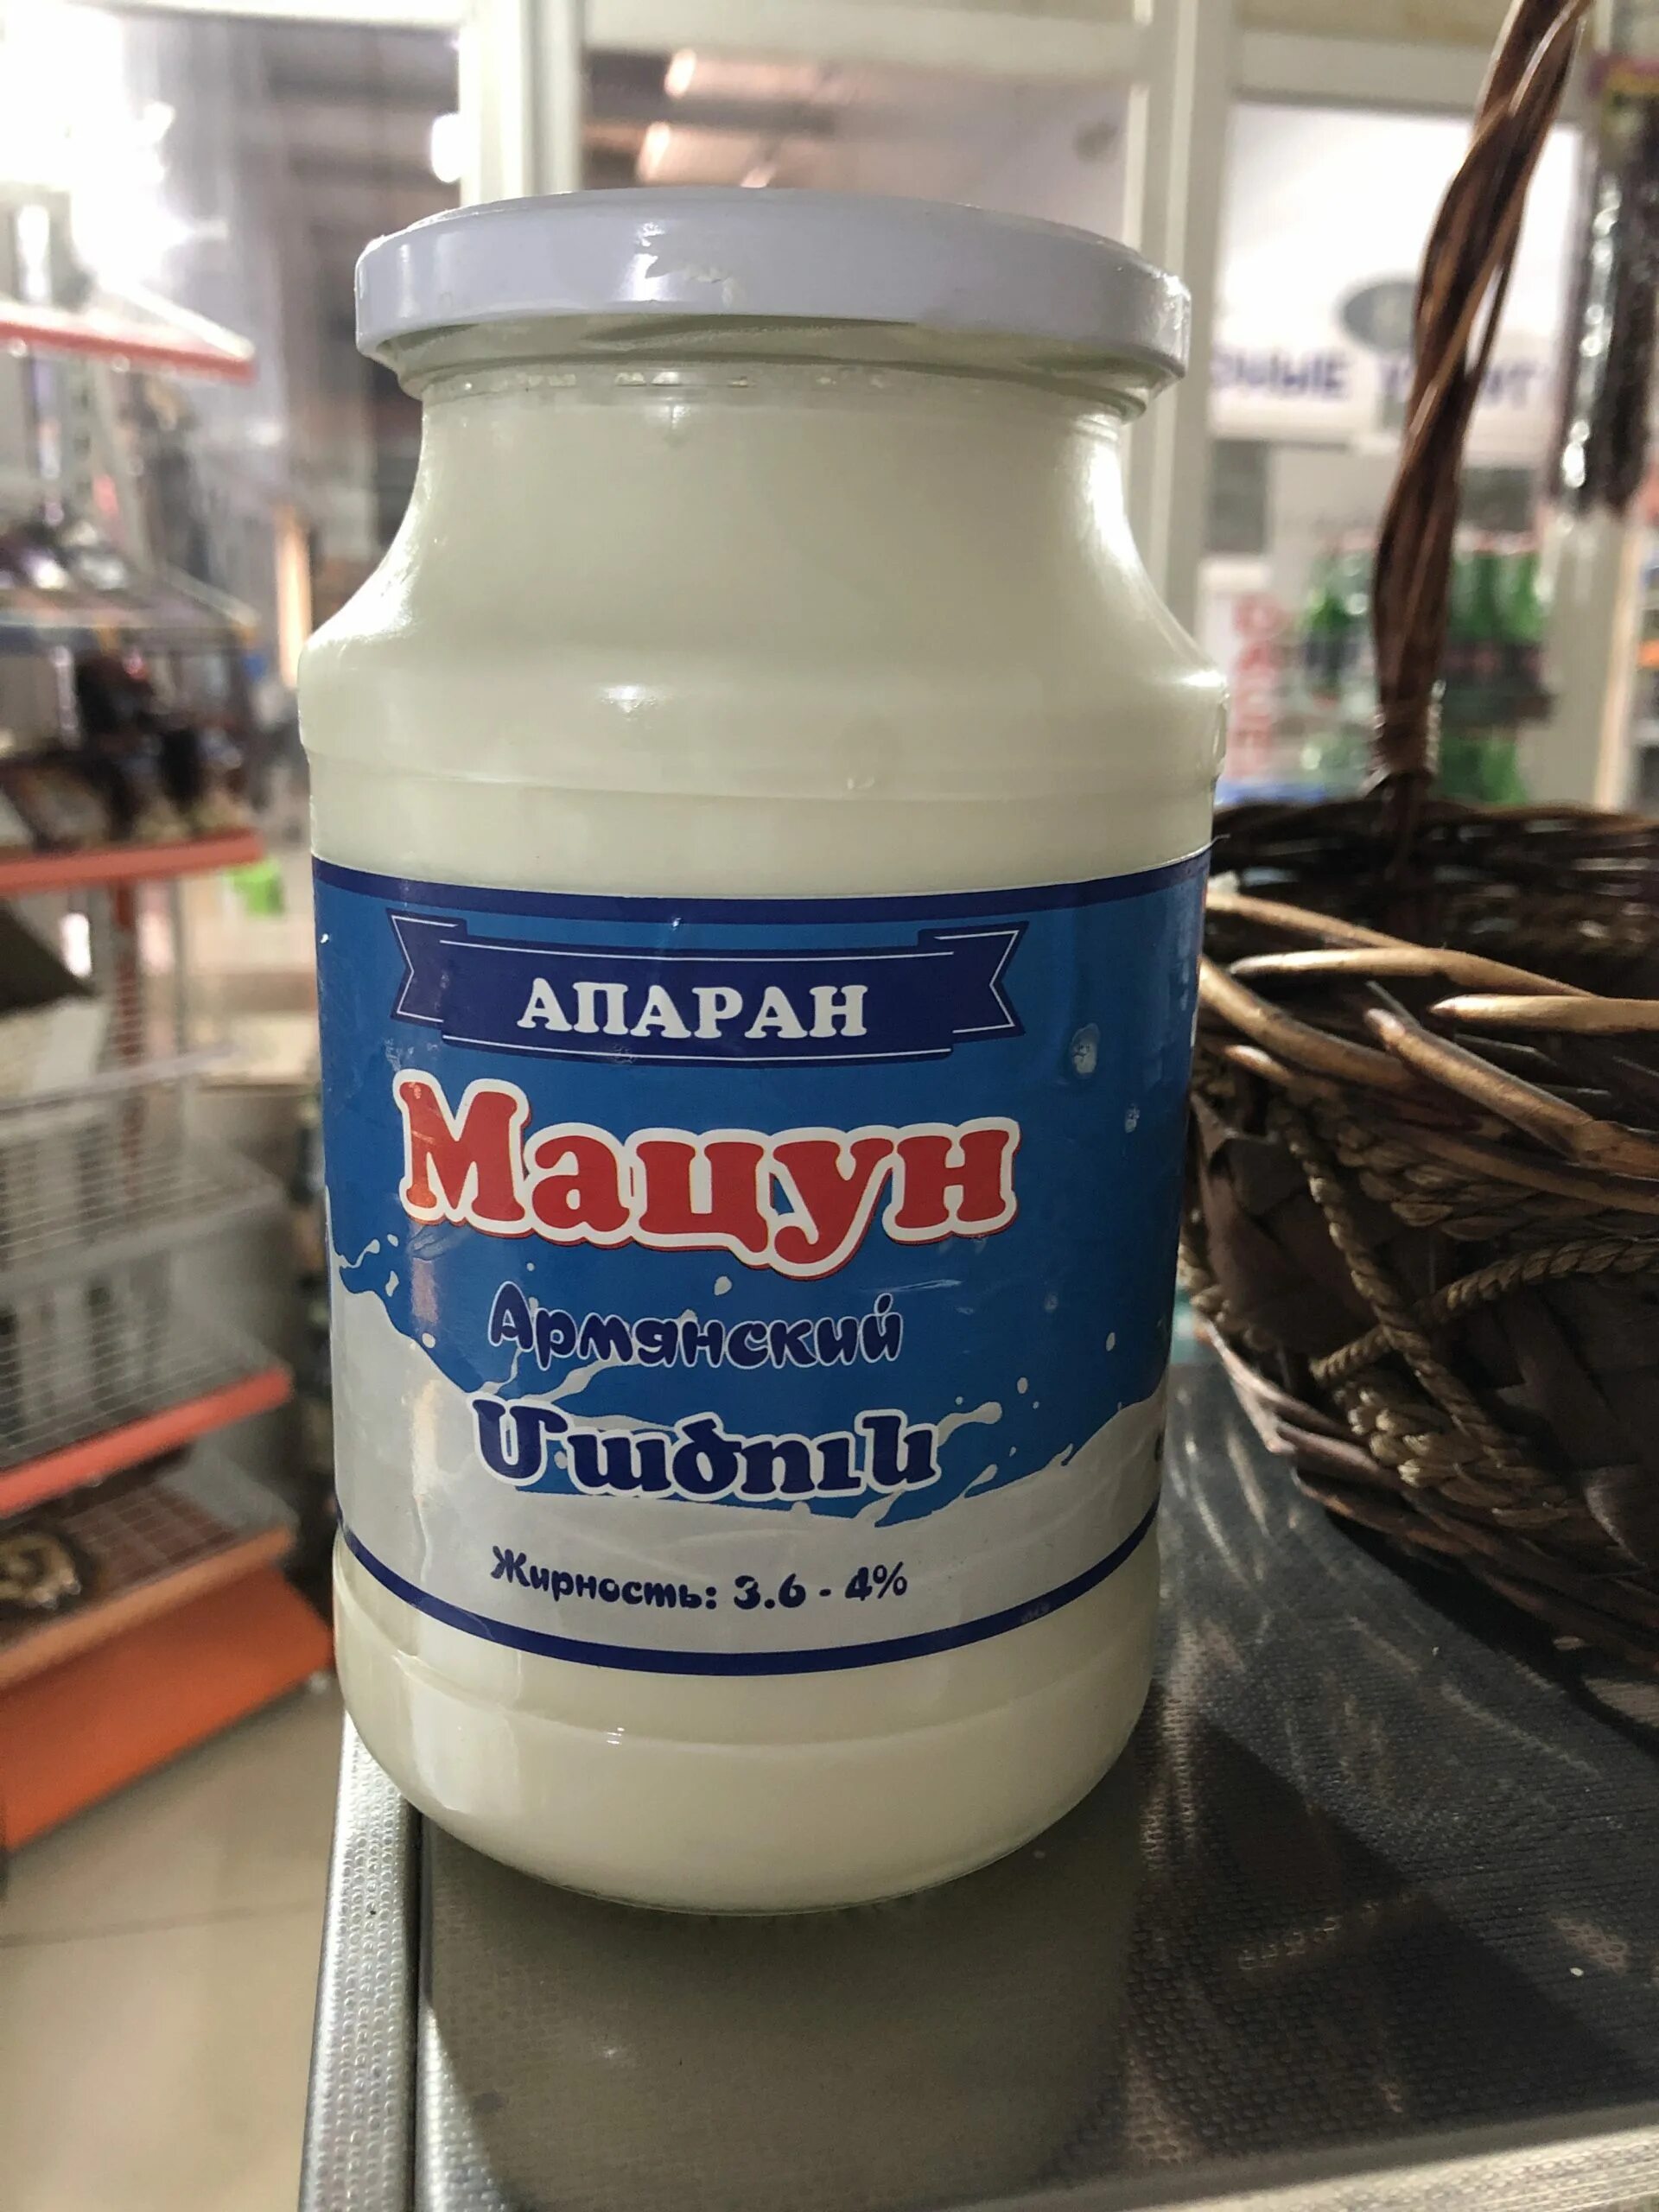 АПАРАН
Мацун
Армянский
Մածուն
Жирность: 3.6 - 4%